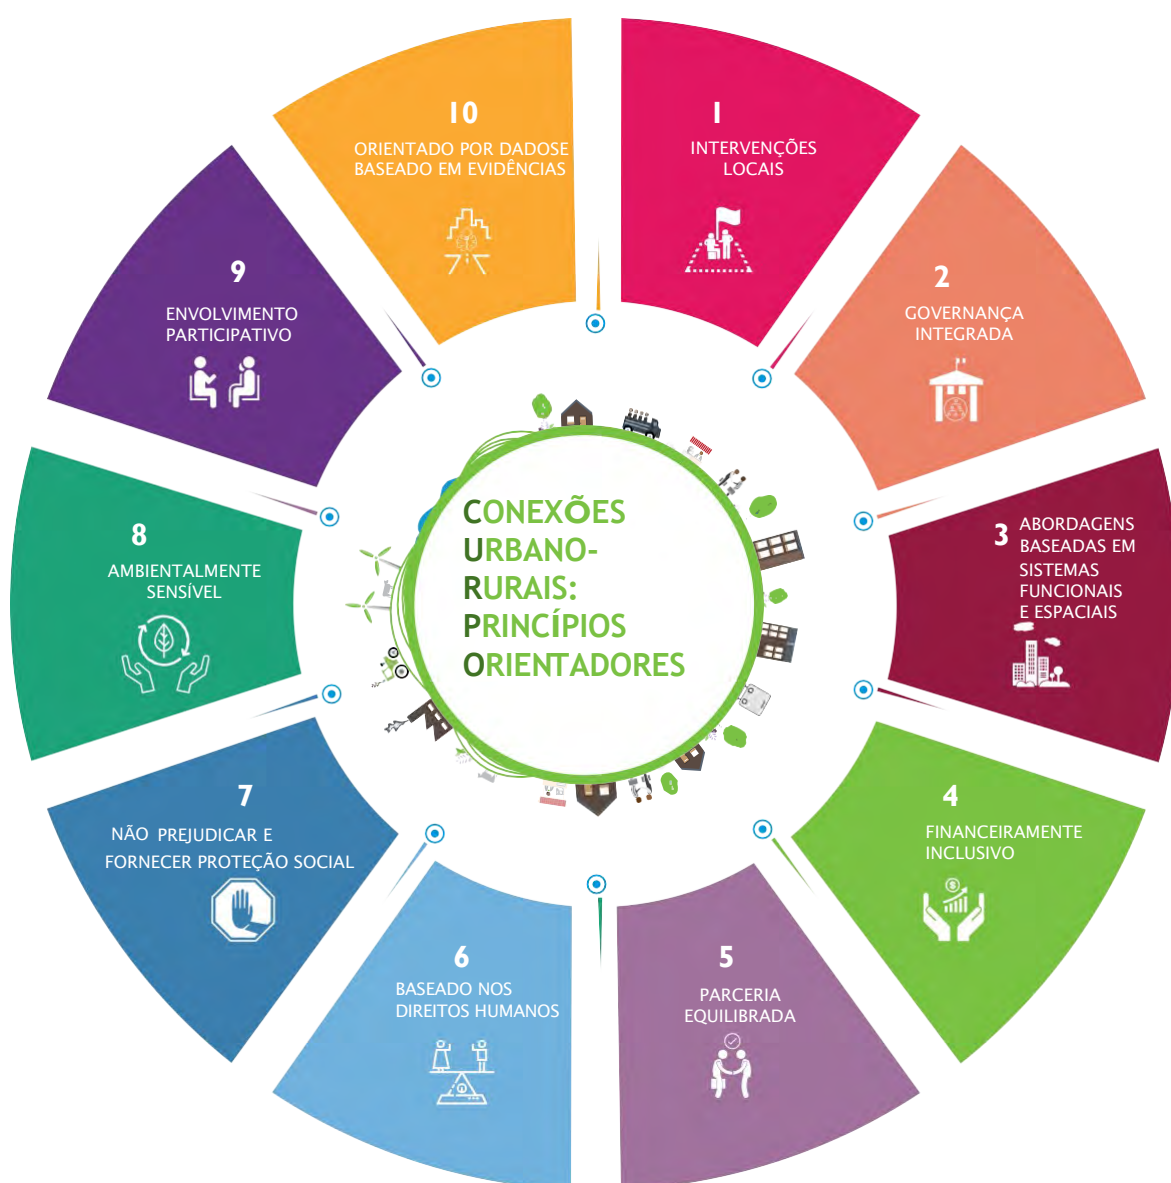 CONEXÕES
URBANO-
RURAIS:
PRINCÍPIOS
ORIENTADORES
1
INTERVENÇÕES
LOCAIS
2
GOVERNANÇA
INTEGRADA
3
ABORDAGENS
BASEADAS EM
SISTEMAS
FUNCIONAIS
E ESPACIAIS
4
FINANCEIRAMENTE
INCLUSIVO
5
PARCERIA
EQUILIBRADA
6
BASEADO NOS
DIREITOS HUMANOS
7
NÃO PREJUDICAR E
FORNECER PROTEÇÃO SOCIAL
8
AMBIENTALMENTE
SENSÍVEL
9
ENVOLVIMENTO
PARTICIPATIVO
10
ORIENTADO POR DADOSE
BASEADO EM EVIDÊNCIAS